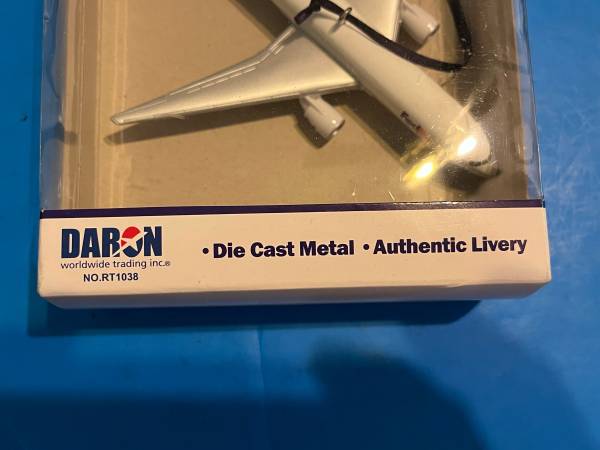 DARON
worldwide trading inc.®
NO.RT1038
• Die Cast Metal • Authentic Livery